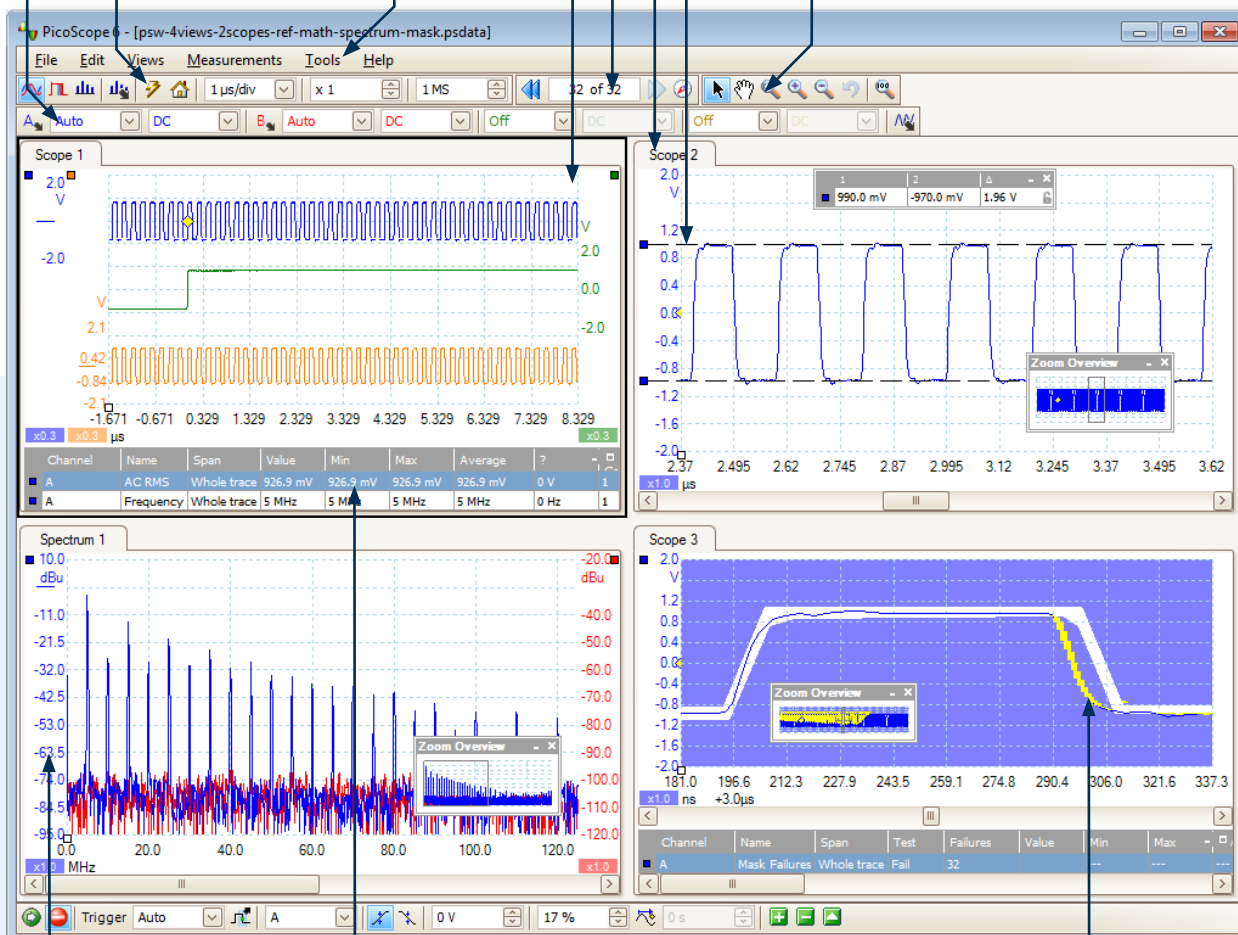 PicoScope 6 - [psw-4views-2scopes-ref-math-spectrum-mask.psdata]
File Edit Views Measurements Tools Help
1 µs/div x 1 1 MS 32 of 32
A Auto DC B Auto DC Off DC Off DC
Scope 1
2.0
V
-2.0
V
2.1
0.42
-0.84
-2.1
V
2.0
0.0
-2.0
-1.671 -0.671 0.329 1.329 2.329 3.329 4.329 5.329 6.329 7.329 8.329
x0.3 x0.3 µs x0.3
Channel Name Span Value Min Max Average ?
A AC RMS Whole trace 926.9 mV 926.9 mV 926.9 mV 926.9 mV 0 V 1
A Frequency Whole trace 5 MHz 5 MHz 5 MHz 5 MHz 0 Hz 1
Scope 2
1 2 Δ
990.0 mV -970.0 mV 1.96 V
2.0
V
1.2
0.8
0.4
0.0
-0.4
-0.8
-1.2
-1.6
-2.0
Zoom Overview
2.37 2.495 2.62 2.745 2.87 2.995 3.12 3.245 3.37 3.495 3.62
x1.0 µs
Spectrum 1
10.0
dBu
-11.0
-21.5
-32.0
-42.5
-53.0
-63.5
-74.0
-84.5
-95.0
-20.0
dBu
-40.0
-50.0
-60.0
-70.0
-80.0
-90.0
-100.0
-110.0
-120.0
Zoom Overview
0.0 20.0 40.0 60.0 80.0 100.0 120.0
x1.0 MHz x1.0
Scope 3
2.0
V
1.2
0.8
0.4
0.0
-0.4
-0.8
-1.2
-1.6
-2.0
Zoom Overview
181.0 196.6 212.3 227.9 243.5 259.1 274.8 290.4 306.0 321.6 337.3
x1.0 ns +3.0µs
Channel Name Span Test Failures Value Min Max
A Mask Failures Whole trace Fail 32 --- --- ---
Trigger Auto A 0 V 17 % 0 s